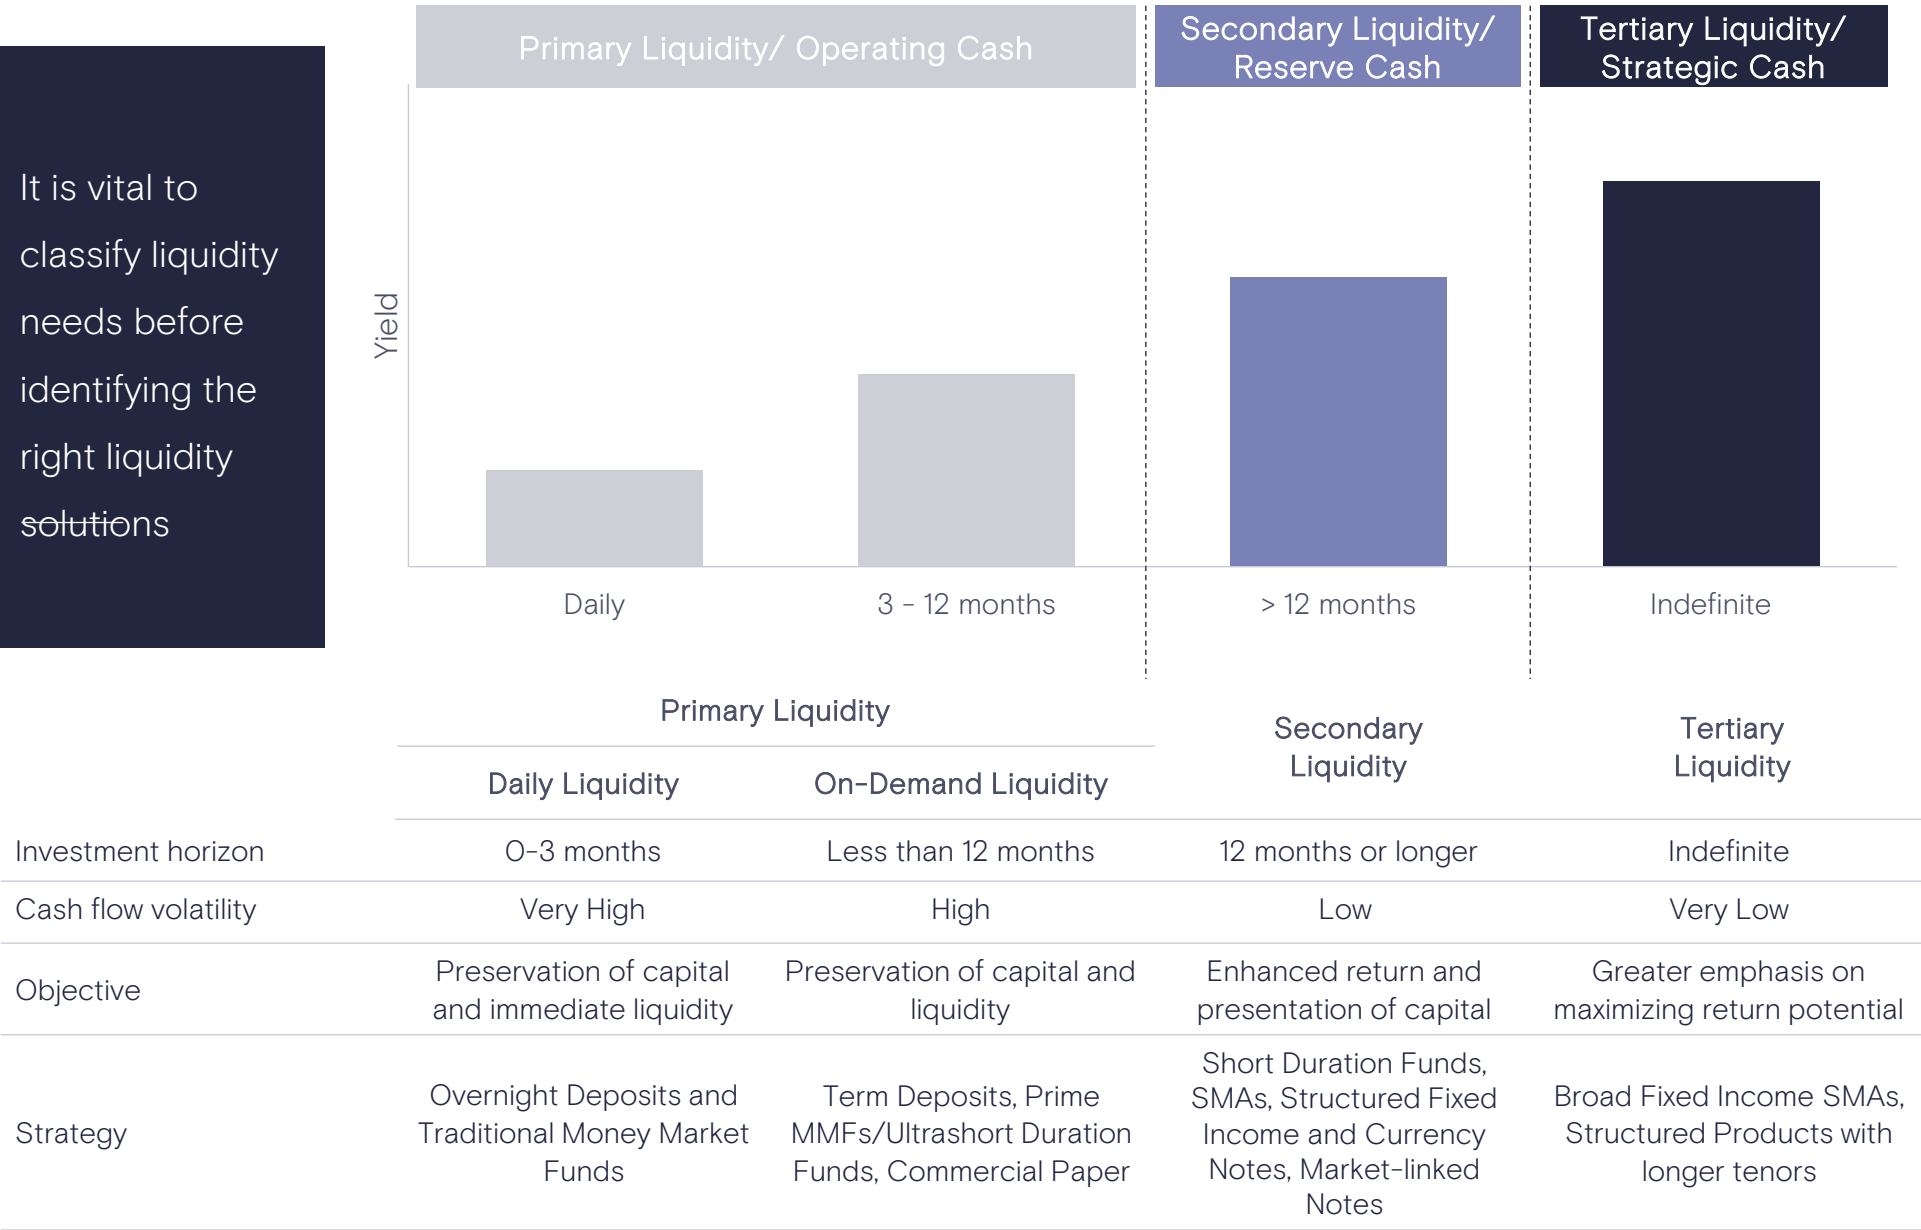 Primary Liquidity/ Operating Cash
Secondary Liquidity/
Reserve Cash
Tertiary Liquidity/
Strategic Cash
It is vital to
classify liquidity
needs before
identifying the
right liquidity
solutions
Yield
Daily
3 - 12 months
> 12 months
Indefinite
Primary Liquidity
Secondary
Liquidity
Tertiary
Liquidity
Daily Liquidity
On-Demand Liquidity
Investment horizon
0-3 months
Less than 12 months
12 months or longer
Indefinite
Cash flow volatility
Very High
High
Low
Very Low
Objective
Preservation of capital
and immediate liquidity
Preservation of capital and
liquidity
Enhanced return and
presentation of capital
Greater emphasis on
maximizing return potential
Strategy
Overnight Deposits and
Traditional Money Market
Funds
Term Deposits, Prime
MMFs/Ultrashort Duration
Funds, Commercial Paper
Short Duration Funds,
SMAs, Structured Fixed
Income and Currency
Notes, Market-linked
Notes
Broad Fixed Income SMAs,
Structured Products with
longer tenors